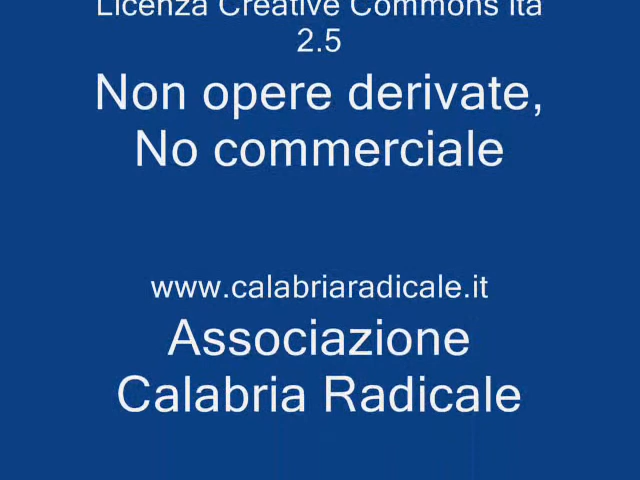 Licenza Creative Commons Ita
2.5
Non opere derivate,
No commerciale
www.calabriaradicale.it
Associazione
Calabria Radicale